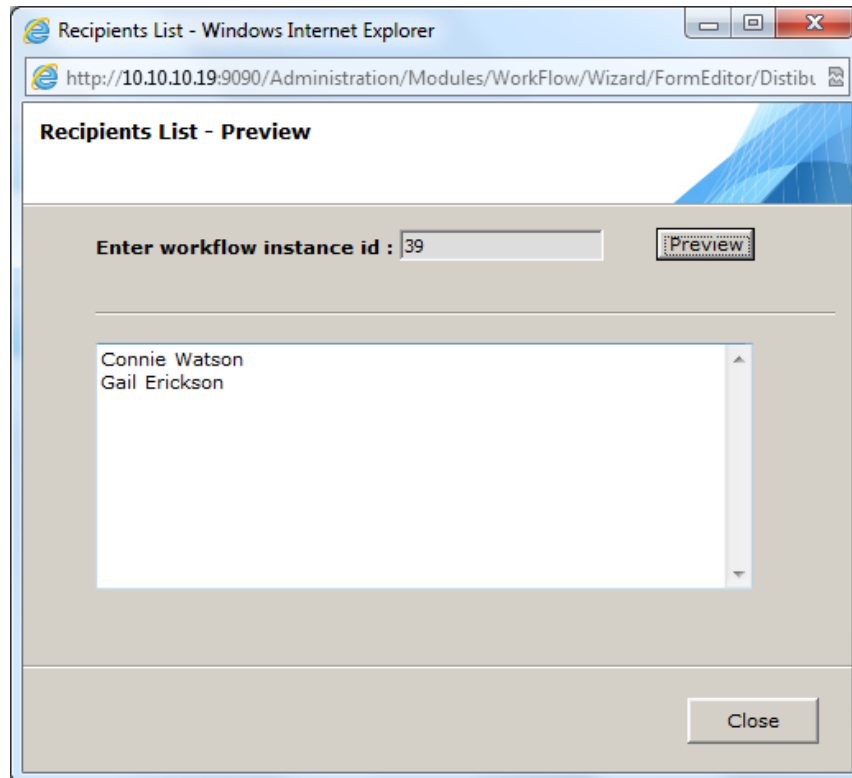 Recipients List - Windows Internet Explorer
http://10.10.10.19:9090/Administration/Modules/WorkFlow/Wizard/FormEditor/Distibu
Recipients List - Preview
Enter workflow instance id : 39 Preview
Connie Watson
Gail Erickson
Close